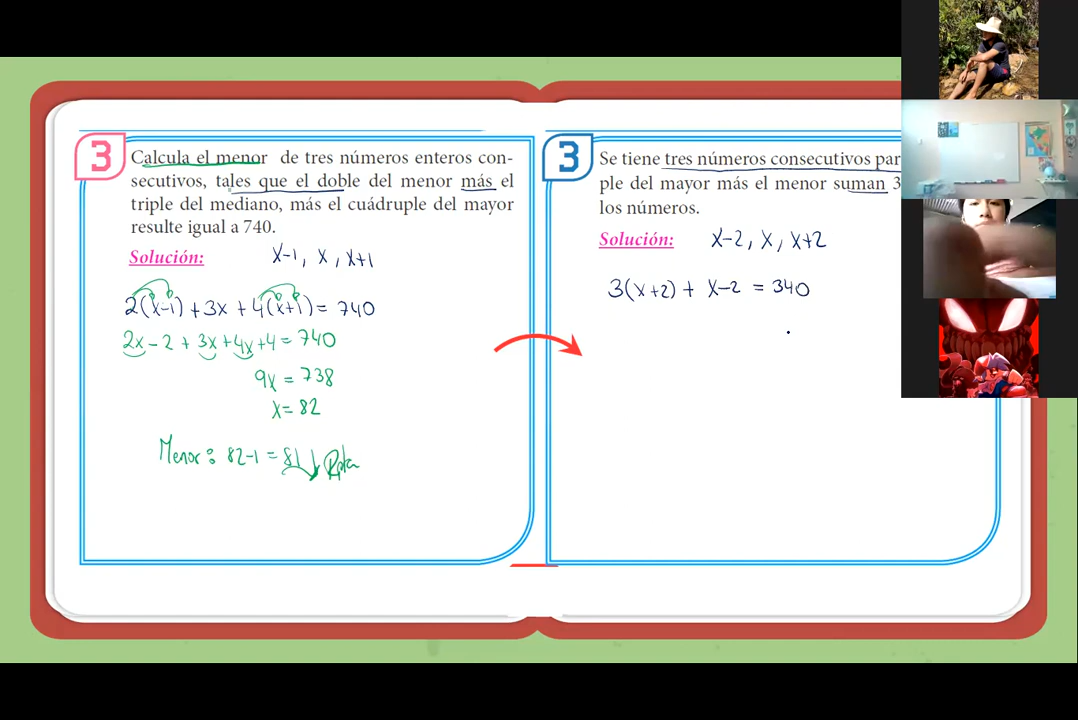 3
Calcula el menor de tres números enteros con-
secutivos, tales que el doble del menor más el
triple del mediano, más el cuádruple del mayor
resulte igual a 740.
Solución:
x-1, x, x+1
2(x-1)+3x+4(x+1)=740
2x-2+3x+4x+4=740
9x=738
x=82
Menor: 82-1=81 Rpta
3
Se tiene tres números consecutivos par
ple del mayor más el menor suman 3
los números.
Solución:
x-2, x, x+2
3(x+2)+x-2=340